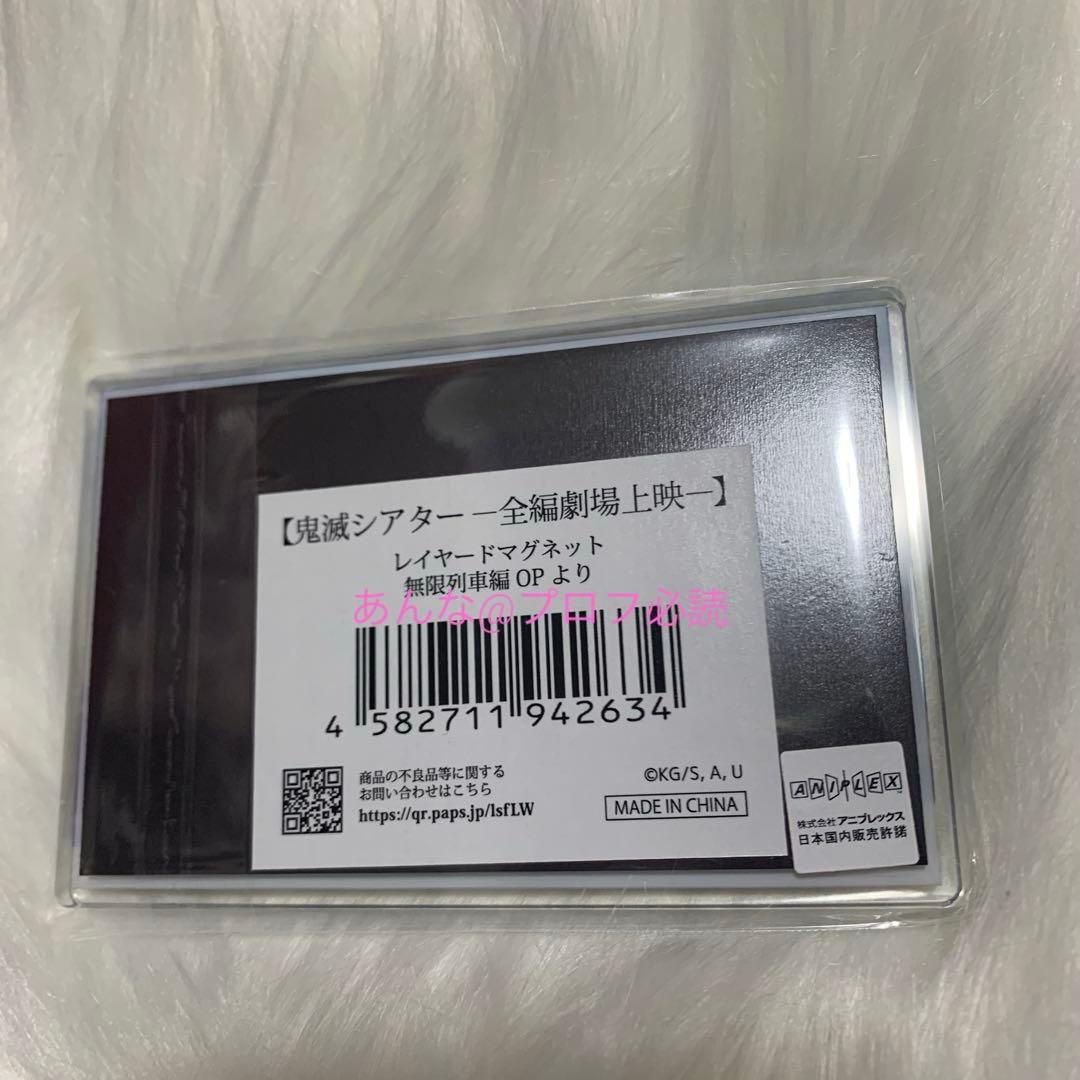 【鬼滅シアター ―全編劇場上映―】
レイヤードマグネット
無限列車編 OP より
あんな@プロフ必読
4 582711 942634
商品の不良品等に関する
お問い合わせはこちら
https://qr.paps.jp/lsfLW
©KG/S, A, U
MADE IN CHINA
ANIPLEX
株式会社アニプレックス
日本国内販売許諾